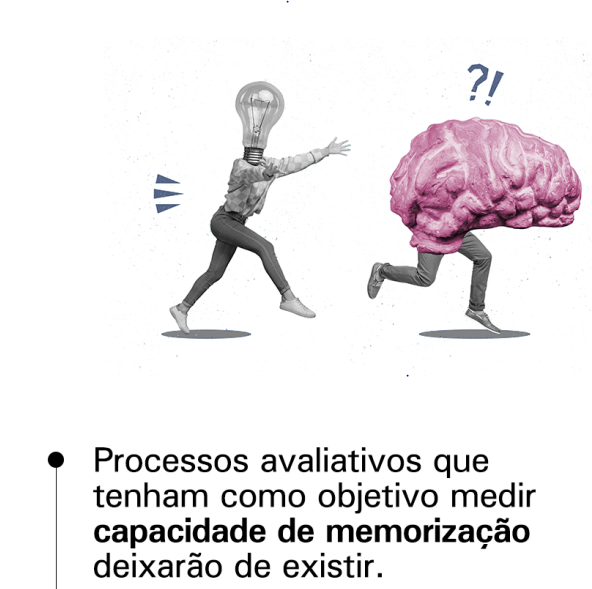 ?!
Processos avaliativos que
tenham como objetivo medir
capacidade de memorização
deixarão de existir.